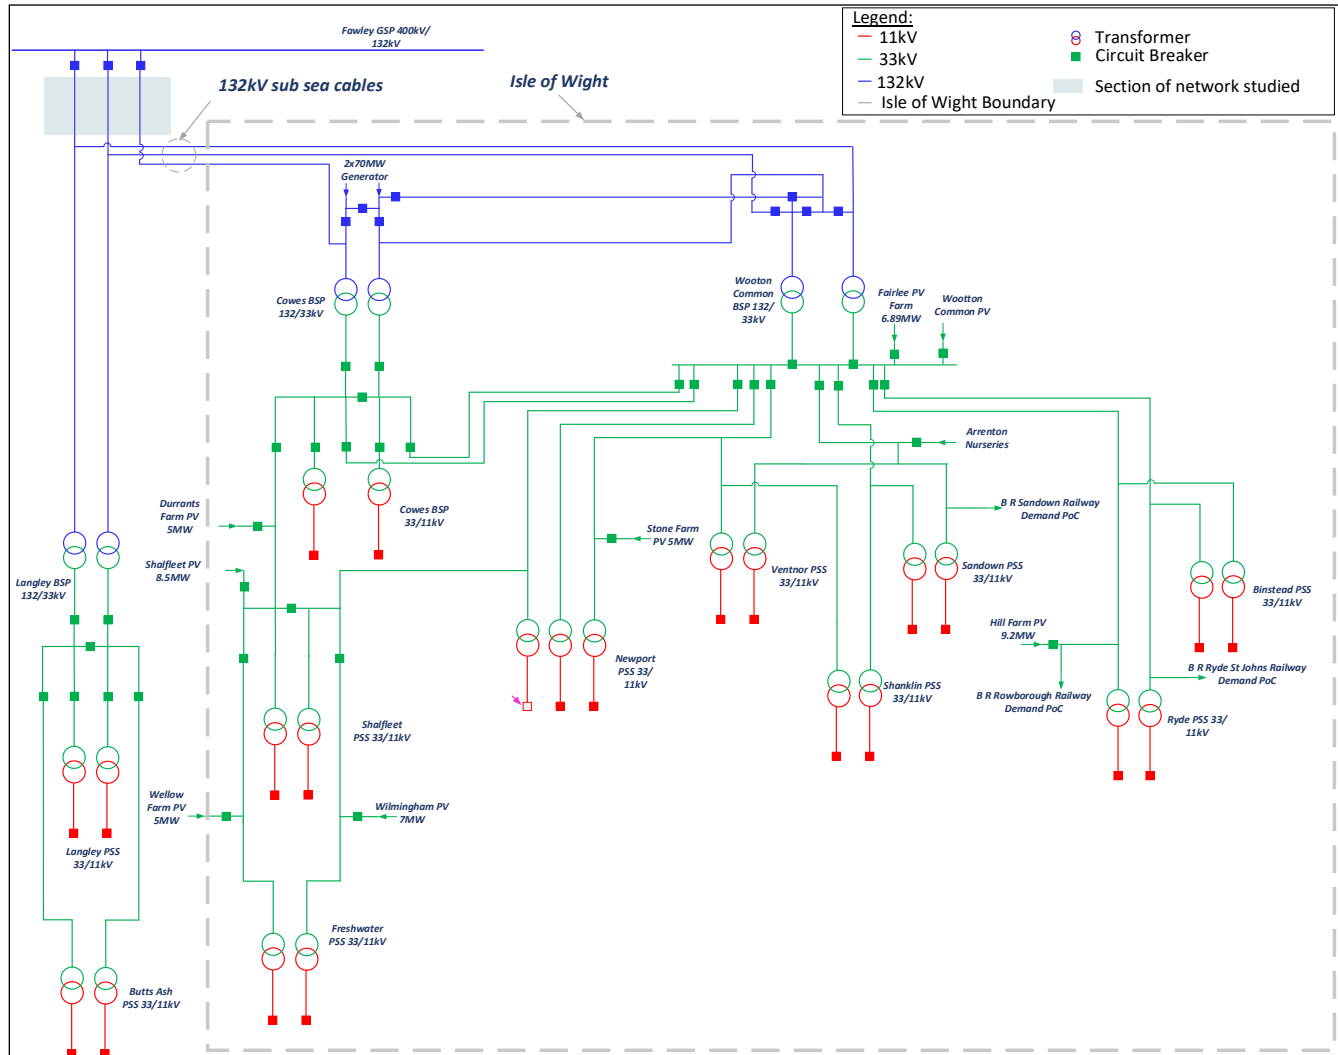 Fawley GSP 400kV/
132kV
Legend:
11kV
33kV
132kV
Isle of Wight Boundary
Transformer
Circuit Breaker
Section of network studied
132kV sub sea cables
Isle of Wight
2x70MW
Generator
Cowes BSP
132/33kV
Wooton
Common
BSP 132/
33kV
Fairlee PV
Farm
6.89MW
Wootton
Common PV
Arrenton
Nurseries
Durrants
Farm PV
5MW
Cowes BSP
33/11kV
B R Sandown Railway
Demand PoC
Stone Farm
PV 5MW
Shalfleet PV
8.5MW
Langley BSP
132/33kV
Ventnor PSS
33/11kV
Sandown PSS
33/11kV
Binstead PSS
33/11kV
Hill Farm PV
9.2MW
Newport
PSS 33/
11kV
B R Ryde St Johns Railway
Demand PoC
Shanklin PSS
33/11kV
B R Rowborough Railway
Demand PoC
Ryde PSS 33/
11kV
Shalfleet
PSS 33/11kV
Wellow
Farm PV
5MW
Wilmingham PV
7MW
Langley PSS
33/11kV
Freshwater
PSS 33/11kV
Butts Ash
PSS 33/11kV